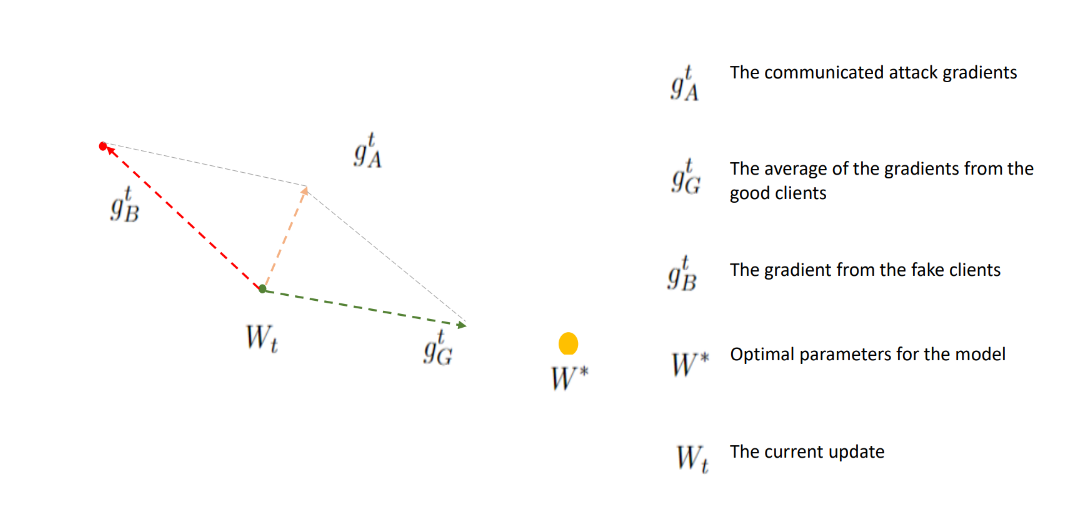 g_A^t
g_B^t
W_t
g_G^t
W*
g_A^t The communicated attack gradients
g_G^t The average of the gradients from the
good clients
g_B^t The gradient from the fake clients
W* Optimal parameters for the model
W_t The current update